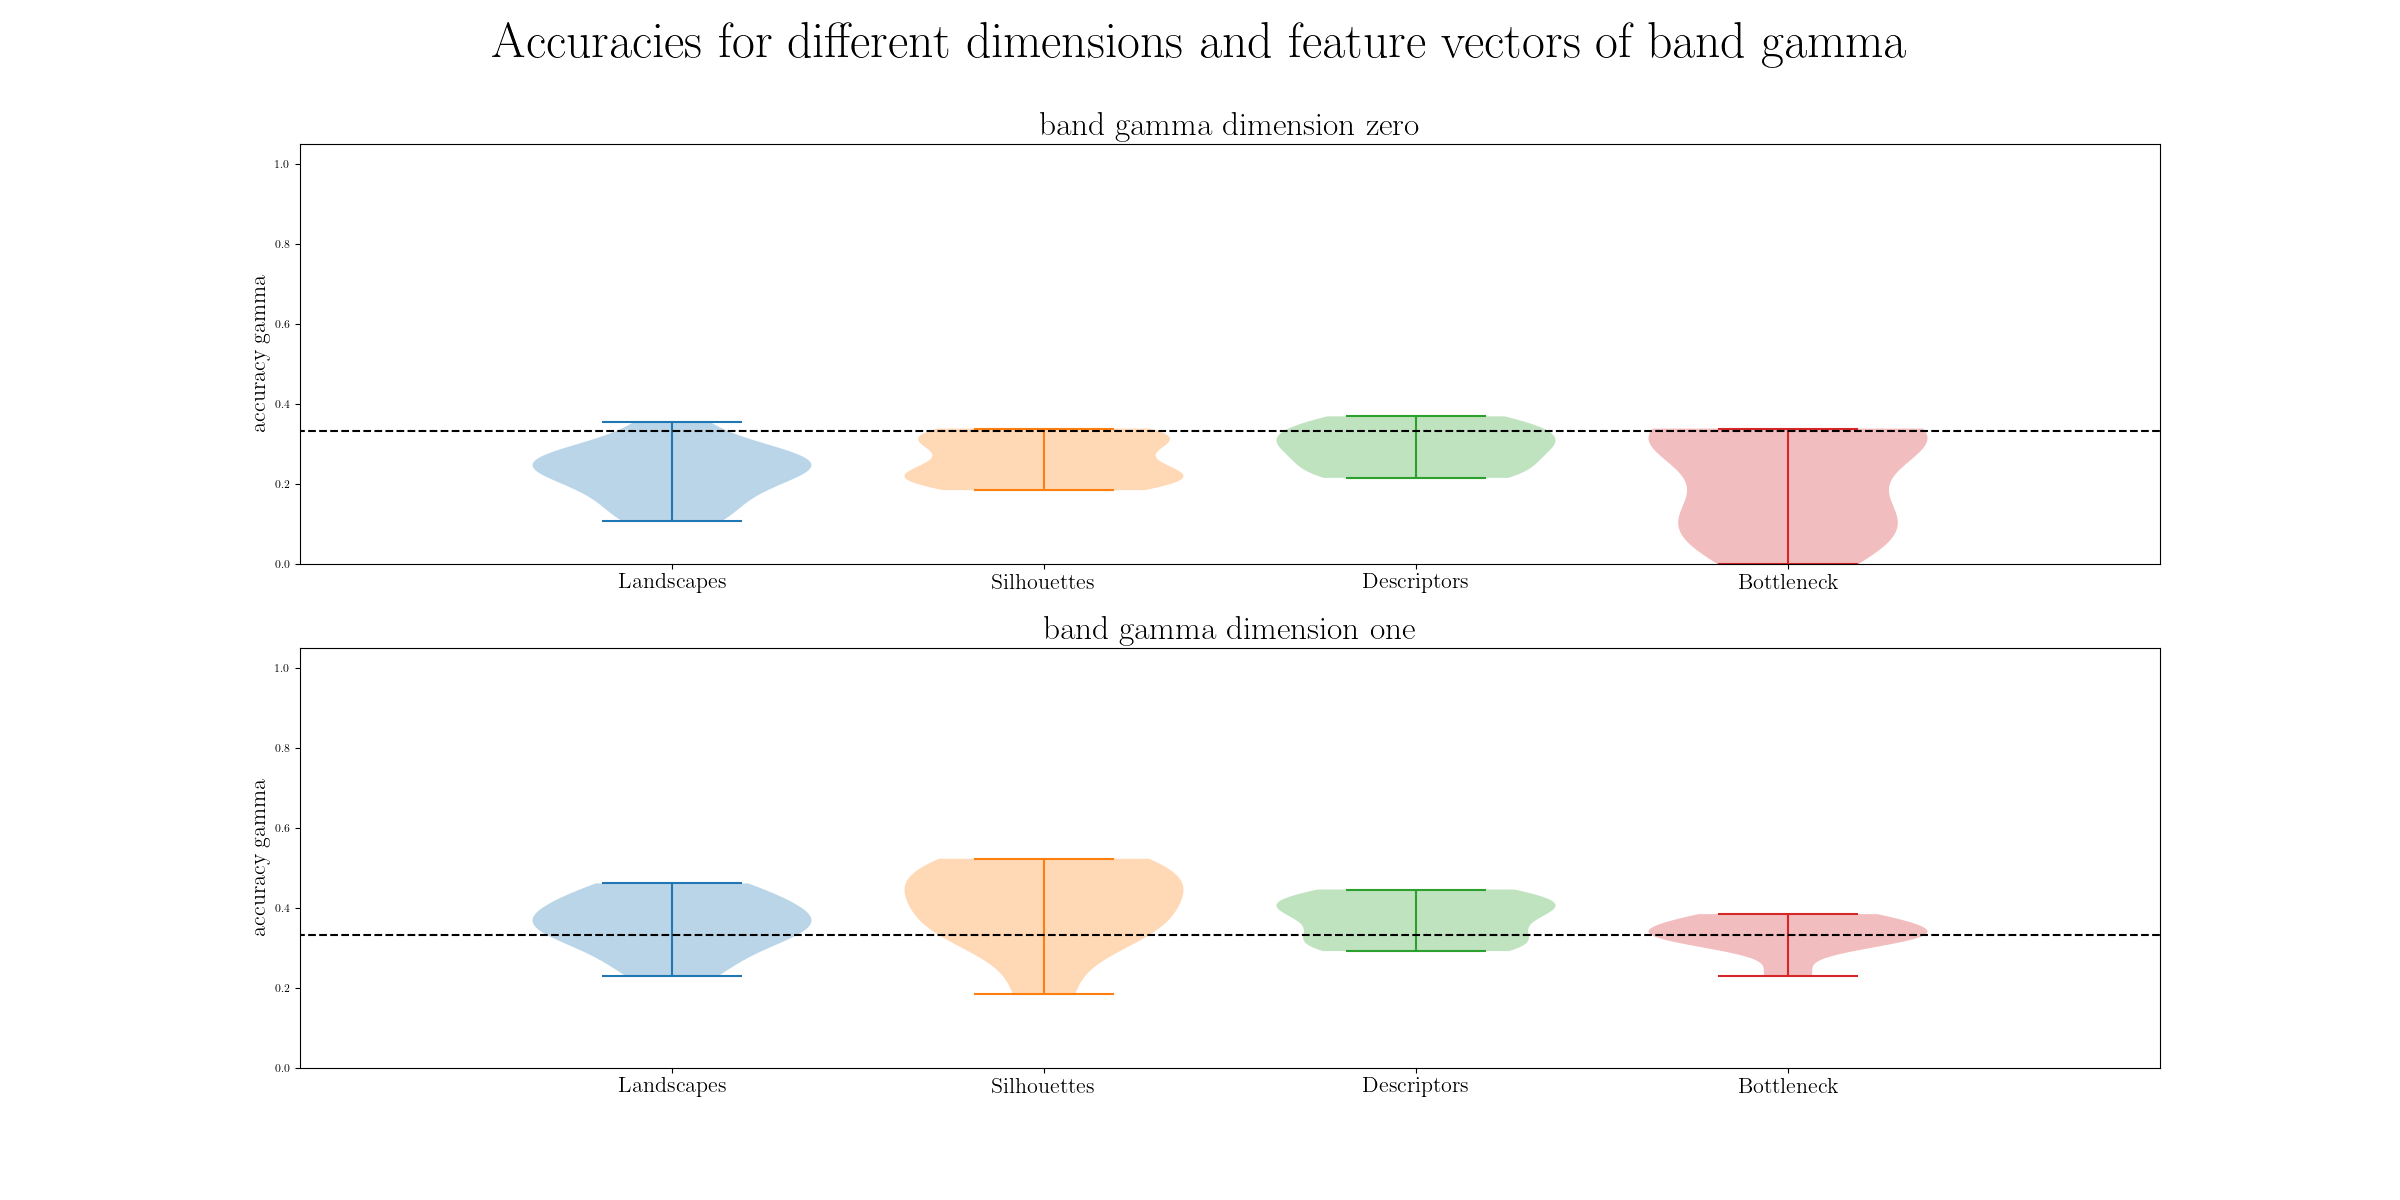 Accuracies for different dimensions and feature vectors of band gamma
band gamma dimension zero
accuracy gamma
1.0
0.8
0.6
0.4
0.2
0.0
Landscapes Silhouettes Descriptors Bottleneck
band gamma dimension one
accuracy gamma
1.0
0.8
0.6
0.4
0.2
0.0
Landscapes Silhouettes Descriptors Bottleneck